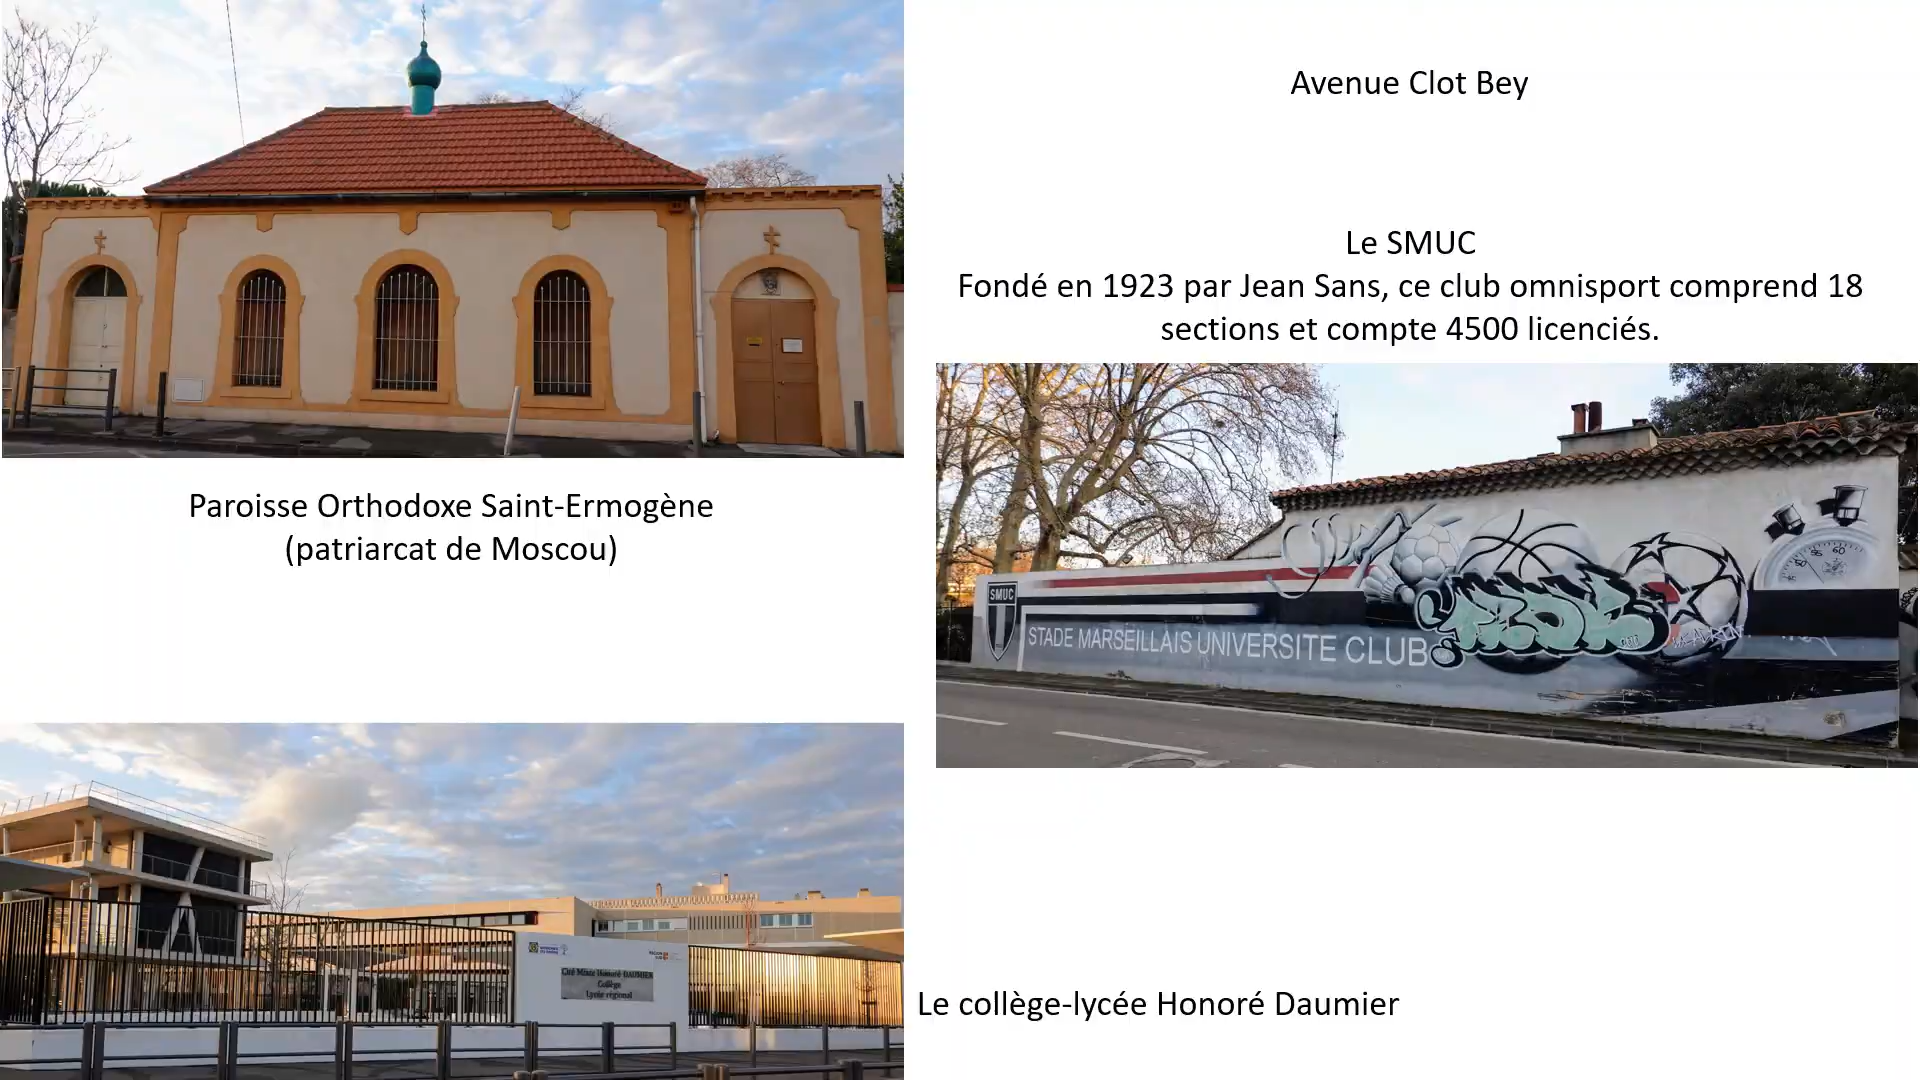 Avenue Clot Bey
Le SMUC
Fondé en 1923 par Jean Sans, ce club omnisport comprend 18
sections et compte 4500 licenciés.
SMUC
STADE MARSEILLAIS UNIVERSITE CLUB
60
Paroisse Orthodoxe Saint-Ermogène
(patriarcat de Moscou)
Cité Mixte Honoré DAUMIER
Collège
Lycée régional
Le collège-lycée Honoré Daumier